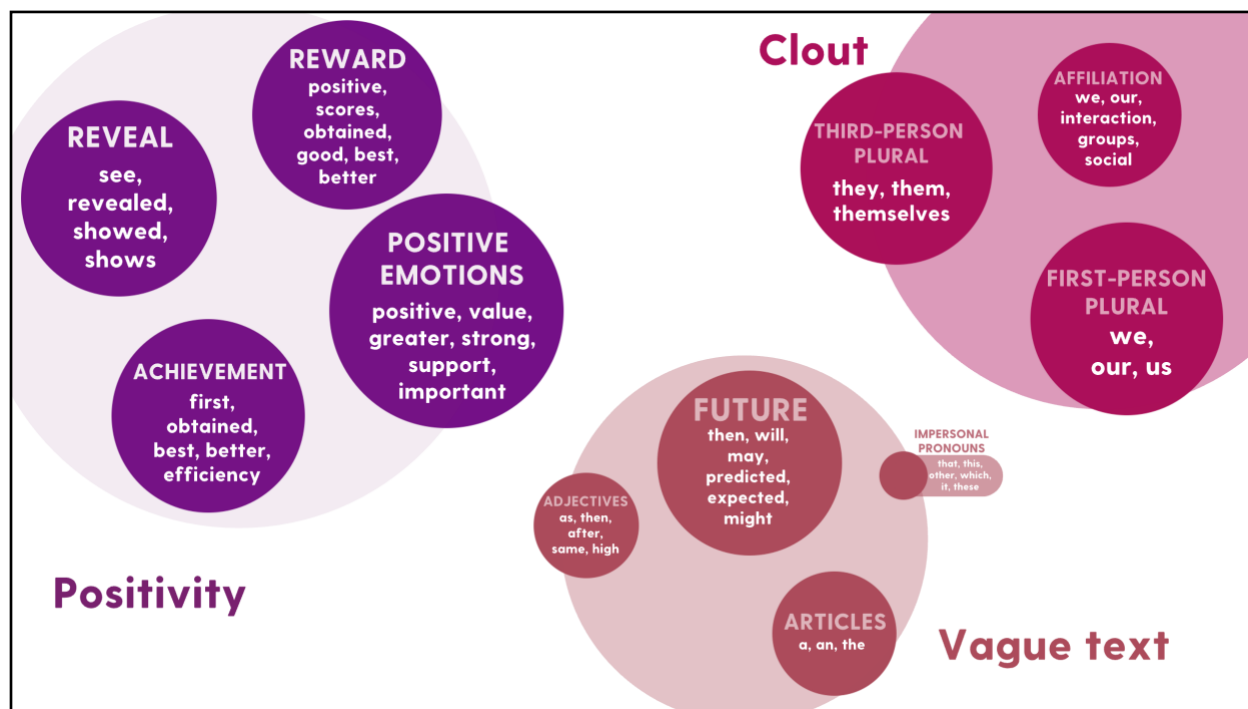 REWARD
positive,
scores,
obtained,
good, best,
better
REVEAL
see,
revealed,
showed,
shows
POSITIVE
EMOTIONS
positive, value,
greater, strong,
support,
important
ACHIEVEMENT
first,
obtained,
best, better,
efficiency
Positivity
Clout
AFFILIATION
we, our,
interaction,
groups,
social
THIRD-PERSON
PLURAL
they, them,
themselves
FIRST-PERSON
PLURAL
we,
our, us
FUTURE
then, will,
may,
predicted,
expected,
might
IMPERSONAL
PRONOUNS
that, this,
other, which,
it, these
ADJECTIVES
as, then,
after,
same, high
ARTICLES
a, an, the
Vague text